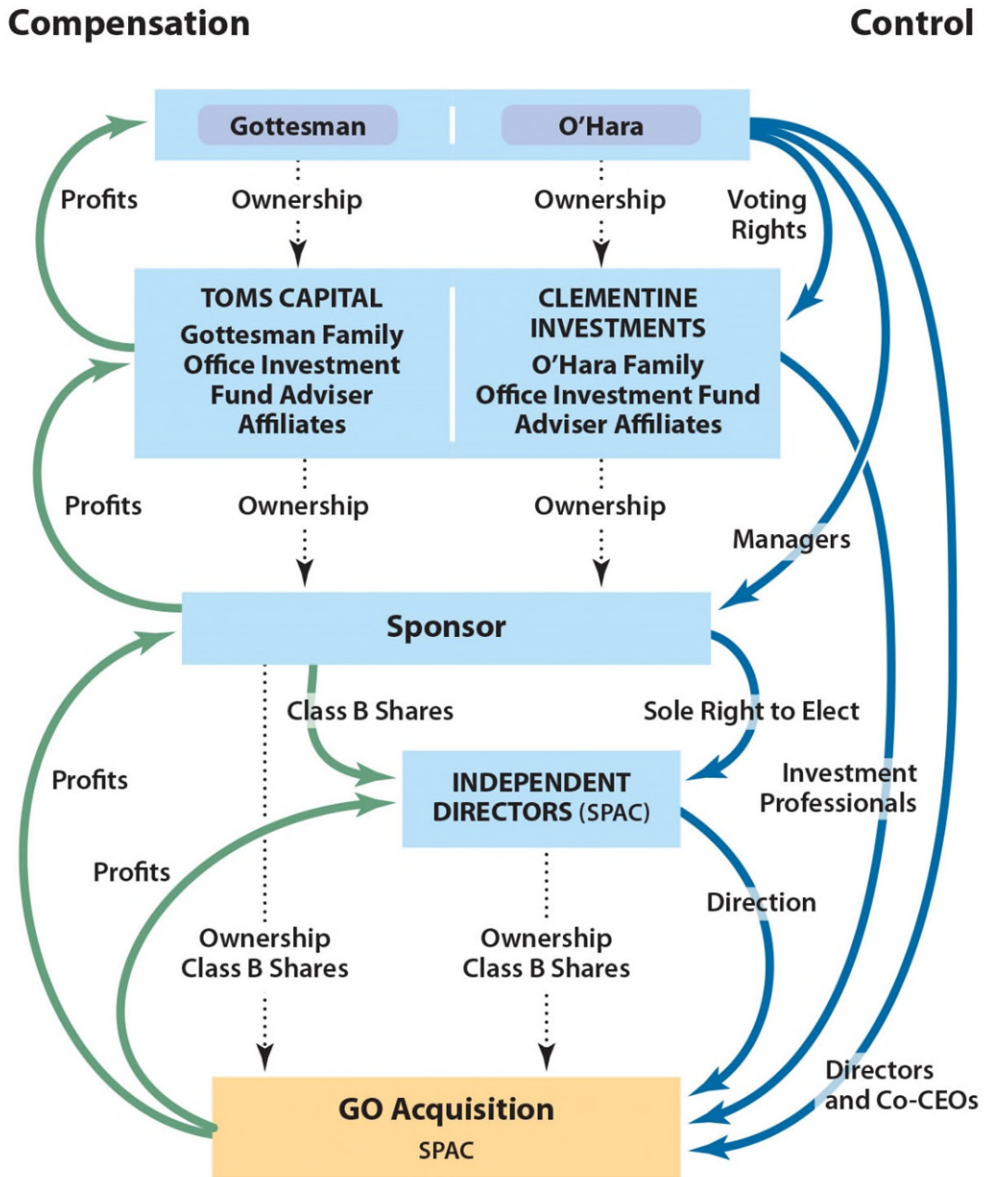 Compensation
Control
Gottesman
O'Hara
Profits
Ownership
Ownership
Voting
Rights
TOMS CAPITAL
Gottesman Family
Office Investment
Fund Adviser
Affiliates
CLEMENTINE
INVESTMENTS
O'Hara Family
Office Investment Fund
Adviser Affiliates
Profits
Ownership
Ownership
Managers
Sponsor
Class B Shares
Sole Right to Elect
Profits
INDEPENDENT
DIRECTORS (SPAC)
Investment
Professionals
Profits
Direction
Ownership
Class B Shares
Ownership
Class B Shares
Directors
and Co-CEOs
GO Acquisition
SPAC